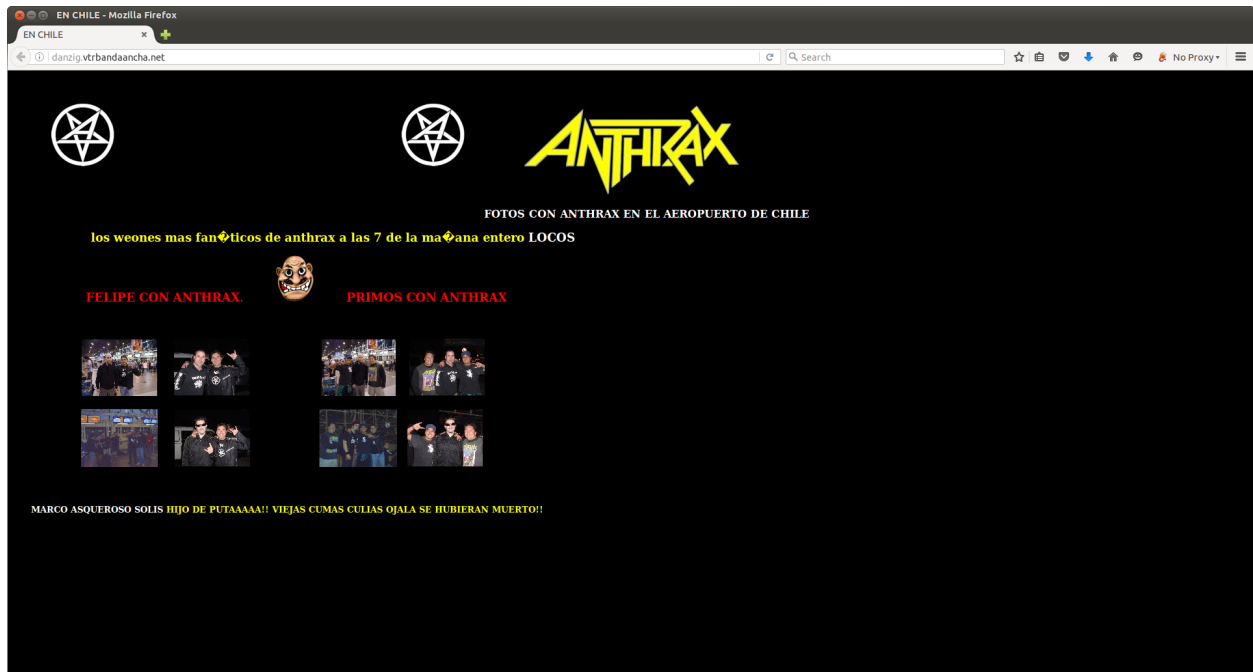 EN CHILE - Mozilla Firefox
EN CHILE
danzig.vtrbandaancha.net
Search
No Proxy
ANTHRAX
FOTOS CON ANTHRAX EN EL AEROPUERTO DE CHILE
los weones mas fan�ticos de anthrax a las 7 de la ma�ana entero LOCOS
FELIPE CON ANTHRAX.
PRIMOS CON ANTHRAX
MARCO ASQUEROSO SOLIS HIJO DE PUTAAAAA!! VIEJAS CUMAS CULIAS OJALA SE HUBIERAN MUERTO!!